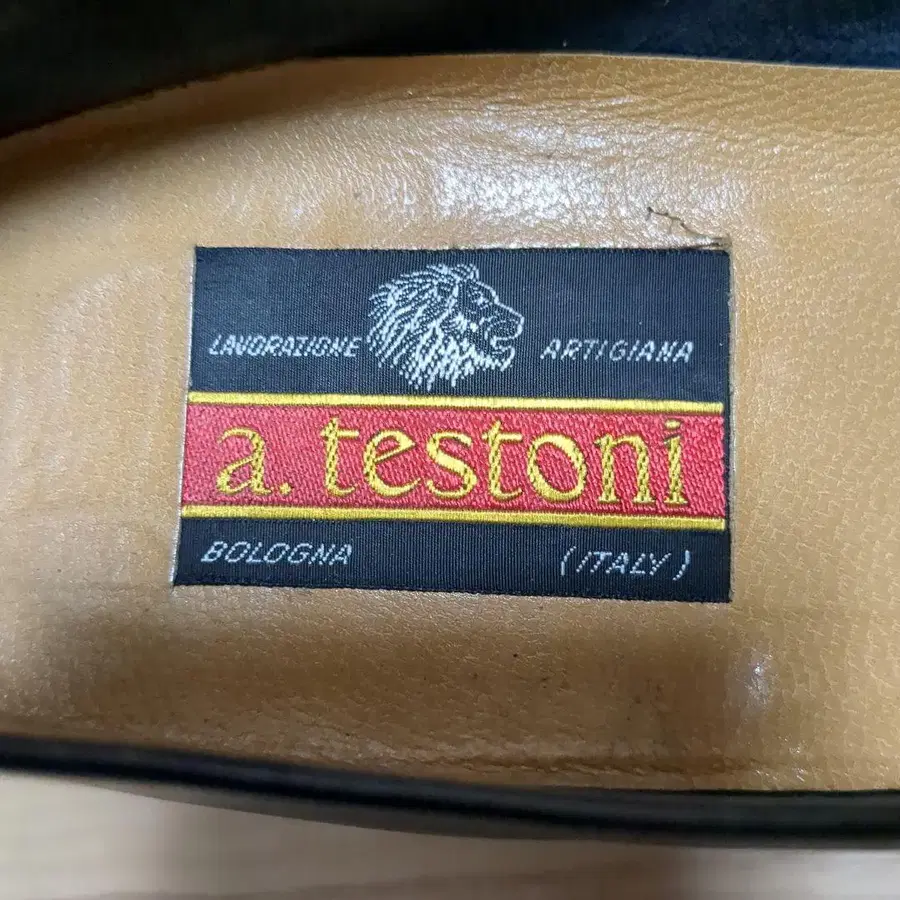 LAVORAZIONE ARTIGIANA
a. testoni
BOLOGNA (ITALY)